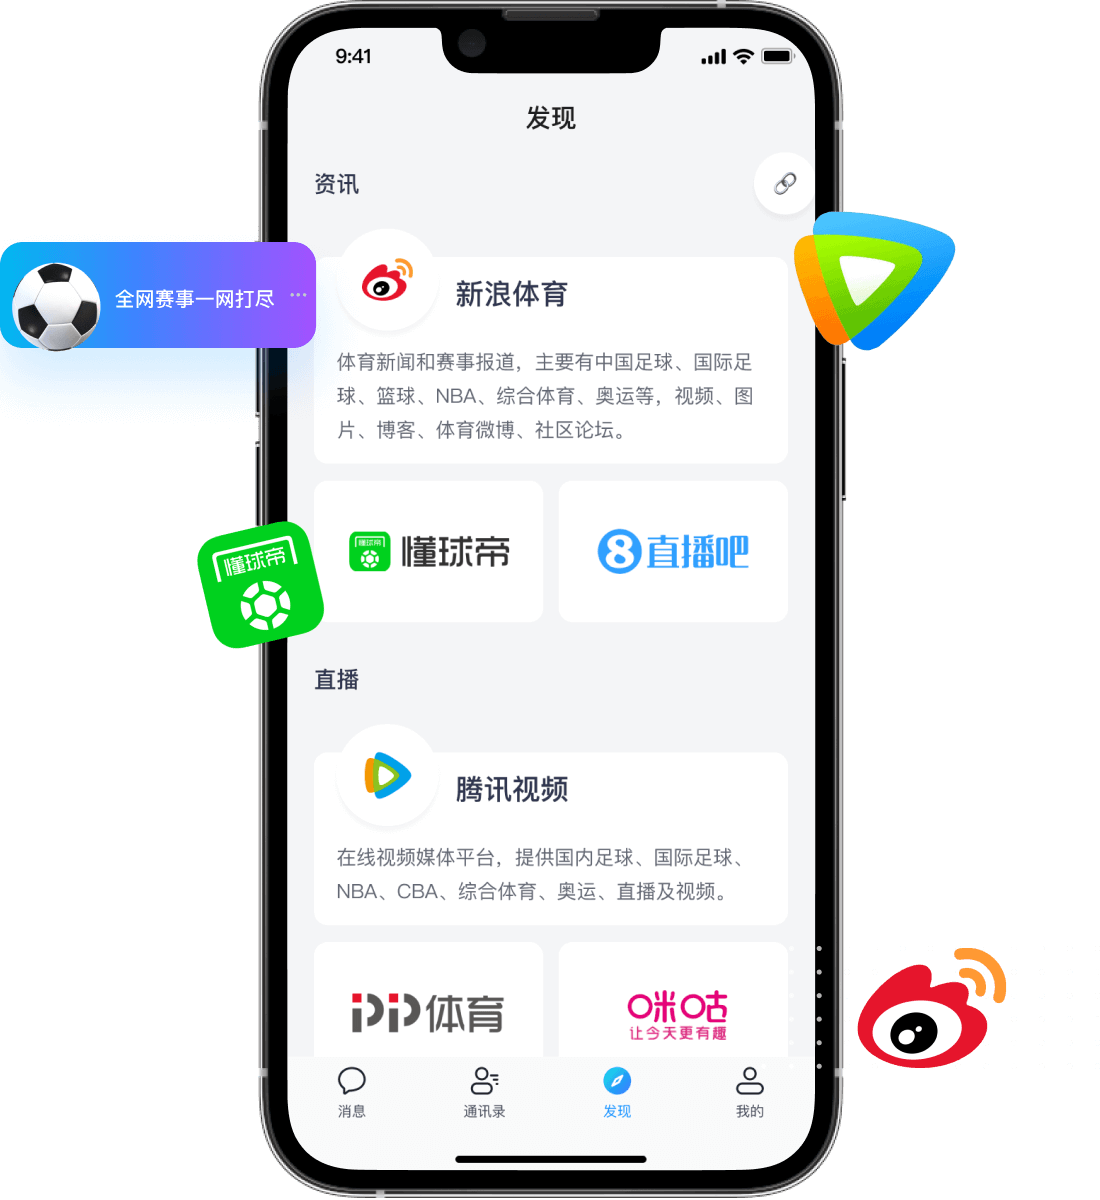 9:41
发现
资讯
全网赛事一网打尽 ···
新浪体育
体育新闻和赛事报道，主要有中国足球、国际足
球、篮球、NBA、综合体育、奥运等，视频、图
片、博客、体育微博、社区论坛。
懂球帝
懂球帝
懂球帝
8直播吧
直播
腾讯视频
在线视频媒体平台，提供国内足球、国际足球、
NBA、CBA、综合体育、奥运、直播及视频。
PP体育
咪咕
让今天更有趣
消息
通讯录
发现
我的